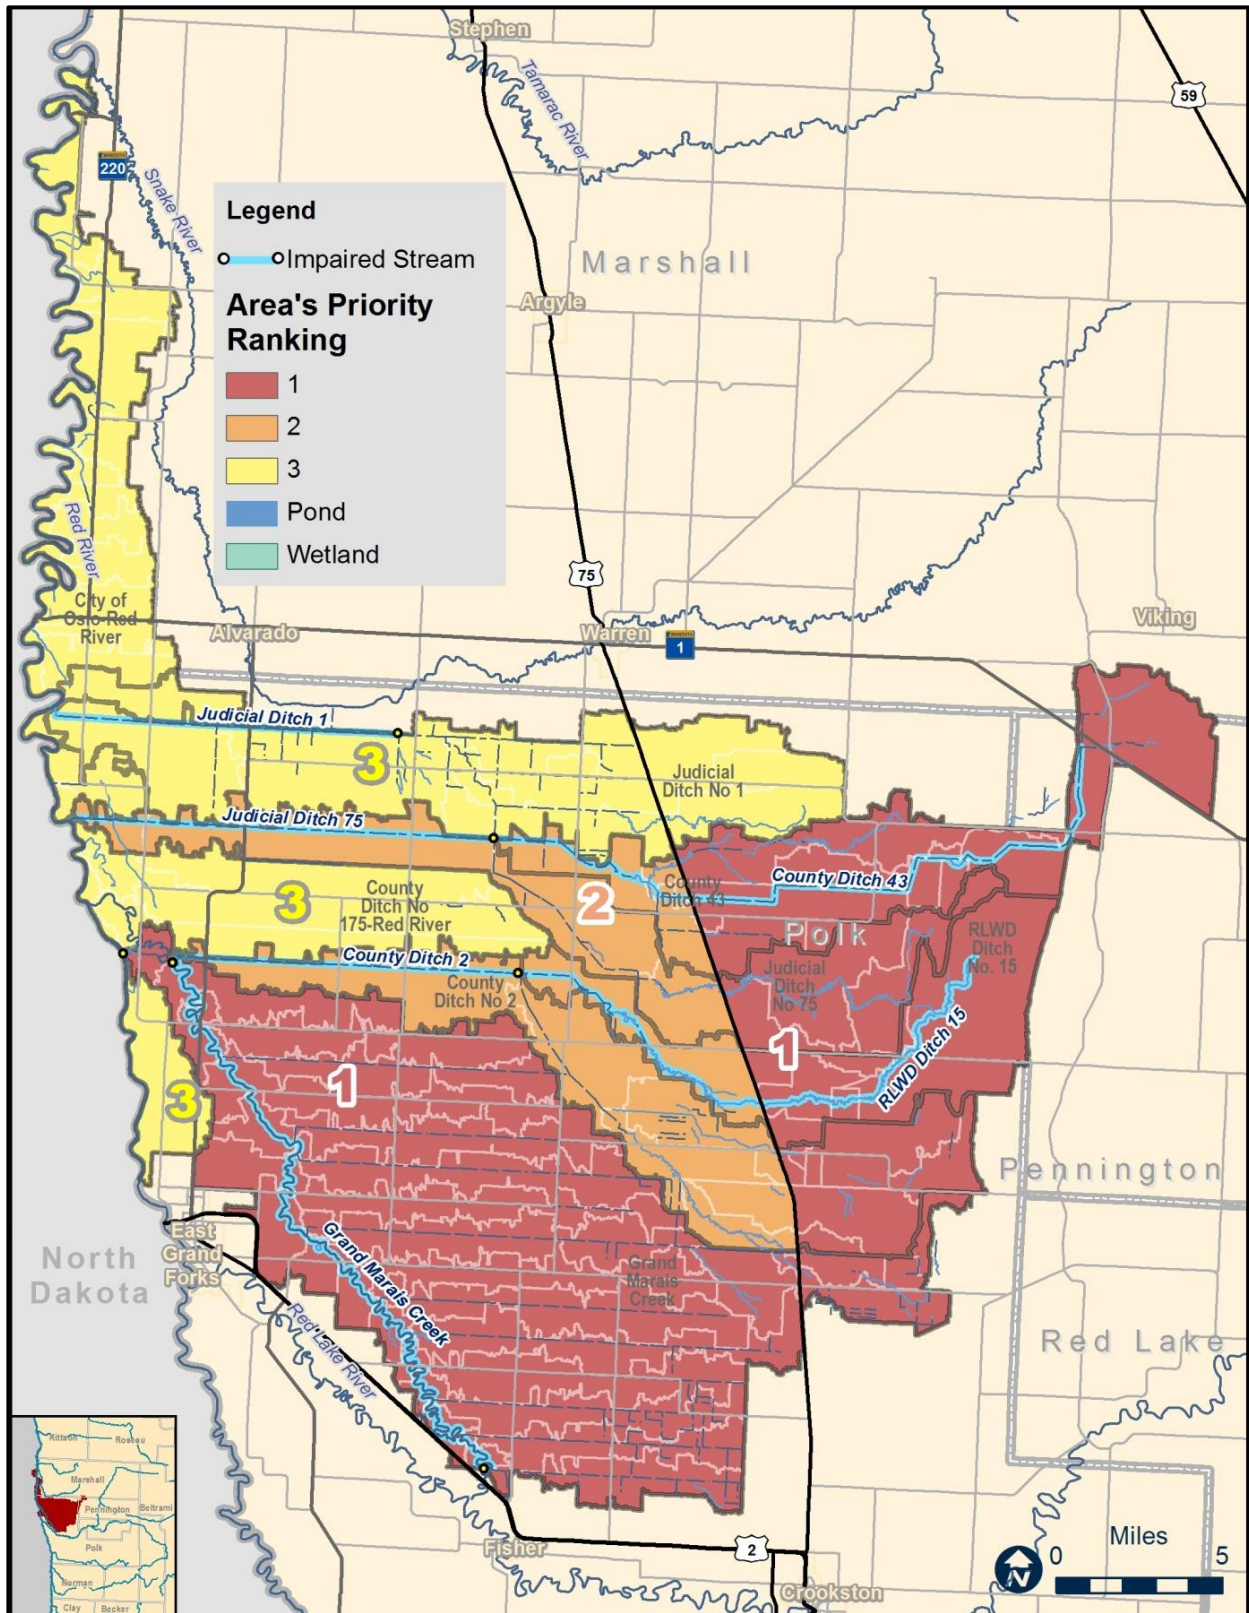 Stephen
Tamarac River
59
220
Snake River
Legend
Impaired Stream
Area's Priority
Ranking
1
2
3
Pond
Wetland
Marshall
Argyle
Red River
75
City of
Oslo-Red
River
Alvarado
Warren
1
Viking
Judicial Ditch 1
3
Judicial
Ditch No 1
Judicial Ditch 75
County Ditch 43
County
Ditch 43
2
3
County
Ditch No
175-Red River
Polk
RLWD
Ditch
No. 15
County Ditch 2
County
Ditch No 2
Judicial
Ditch
No 75
1
RLWD Ditch 15
1
3
Pennington
East
Grand
Forks
North
Dakota
Grand Marais Creek
Grand
Marais
Creek
Red Lake River
Red Lake
Kittson
Roseau
Marshall
Pennington
Beltrami
Polk
Norman
Clay
Becker
Fisher
2
Crookston
N
Miles
0
5